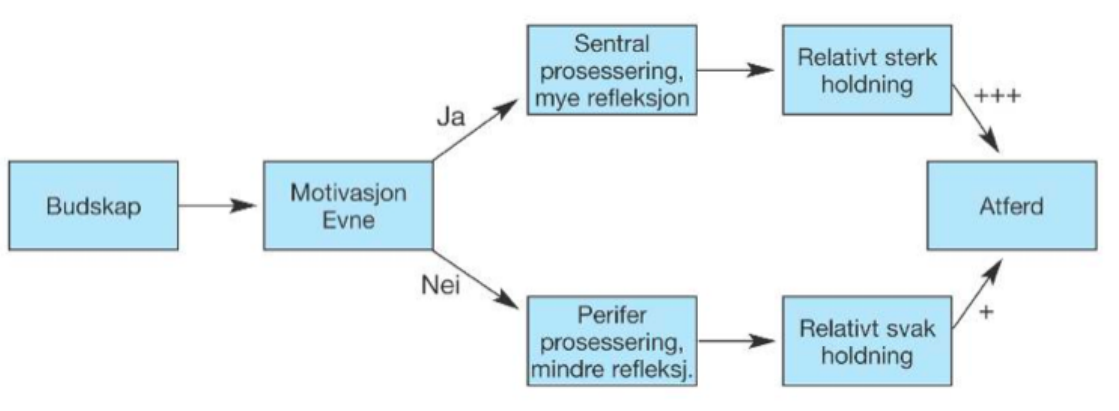 Budskap
Motivasjon
Evne
Ja
Nei
Sentral
prosessering,
mye refleksjon
Relativt sterk
holdning
+++
Perifer
prosessering,
mindre refleksj.
Relativt svak
holdning
+
Atferd